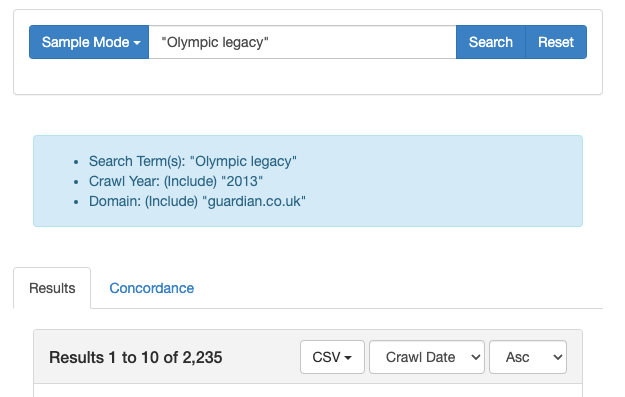 Sample Mode "Olympic legacy" Search Reset
Search Term(s): "Olympic legacy"
Crawl Year: (Include) "2013"
Domain: (Include) "guardian.co.uk"
Results Concordance
Results 1 to 10 of 2,235 CSV Crawl Date Asc